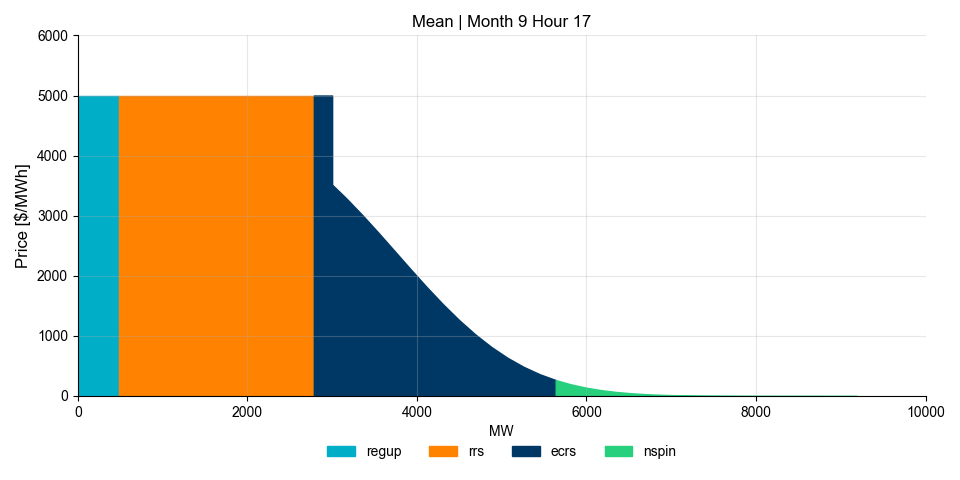 Mean | Month 9 Hour 17
Price [$/MWh]
6000
5000
4000
3000
2000
1000
0
0 2000 4000 6000 8000 10000
MW
regup rrs ecrs nspin